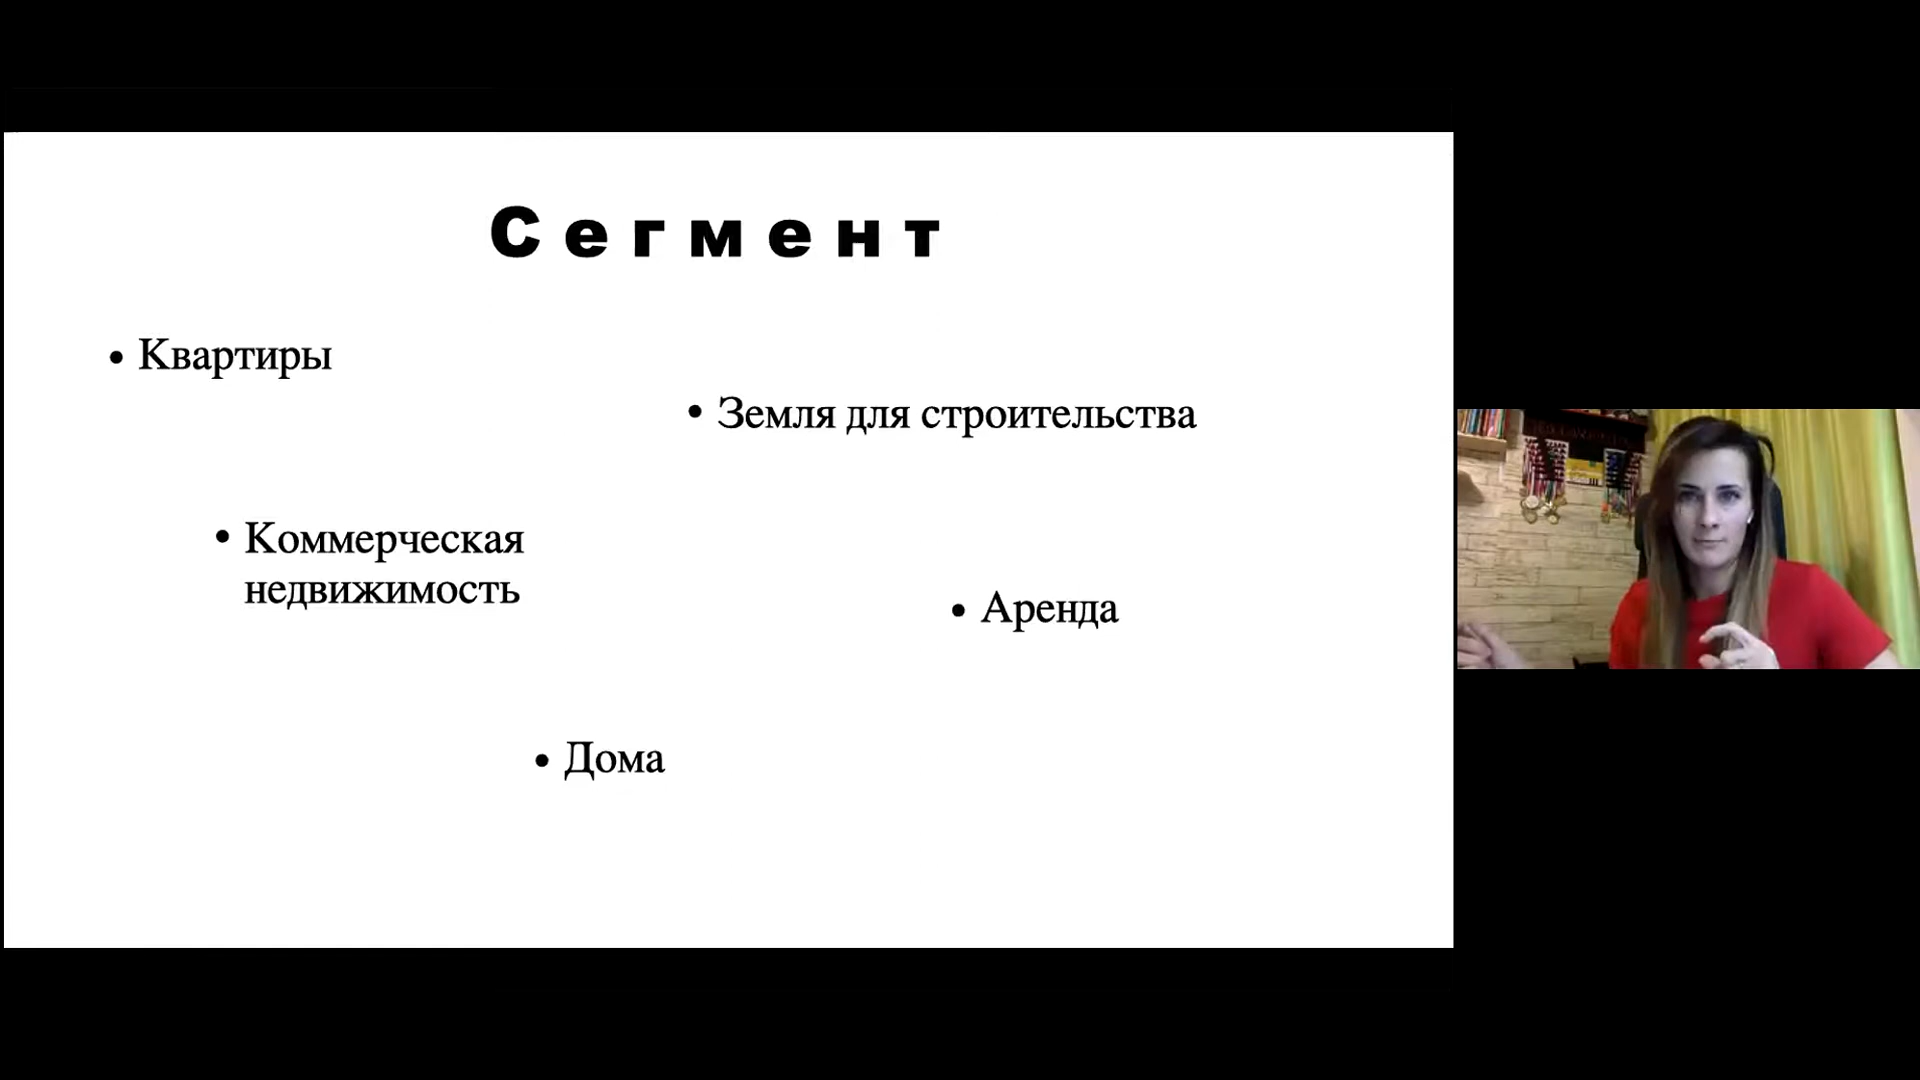 Сегмент
• Квартиры
• Земля для строительства
• Коммерческая
недвижимость
• Аренда
• Дома